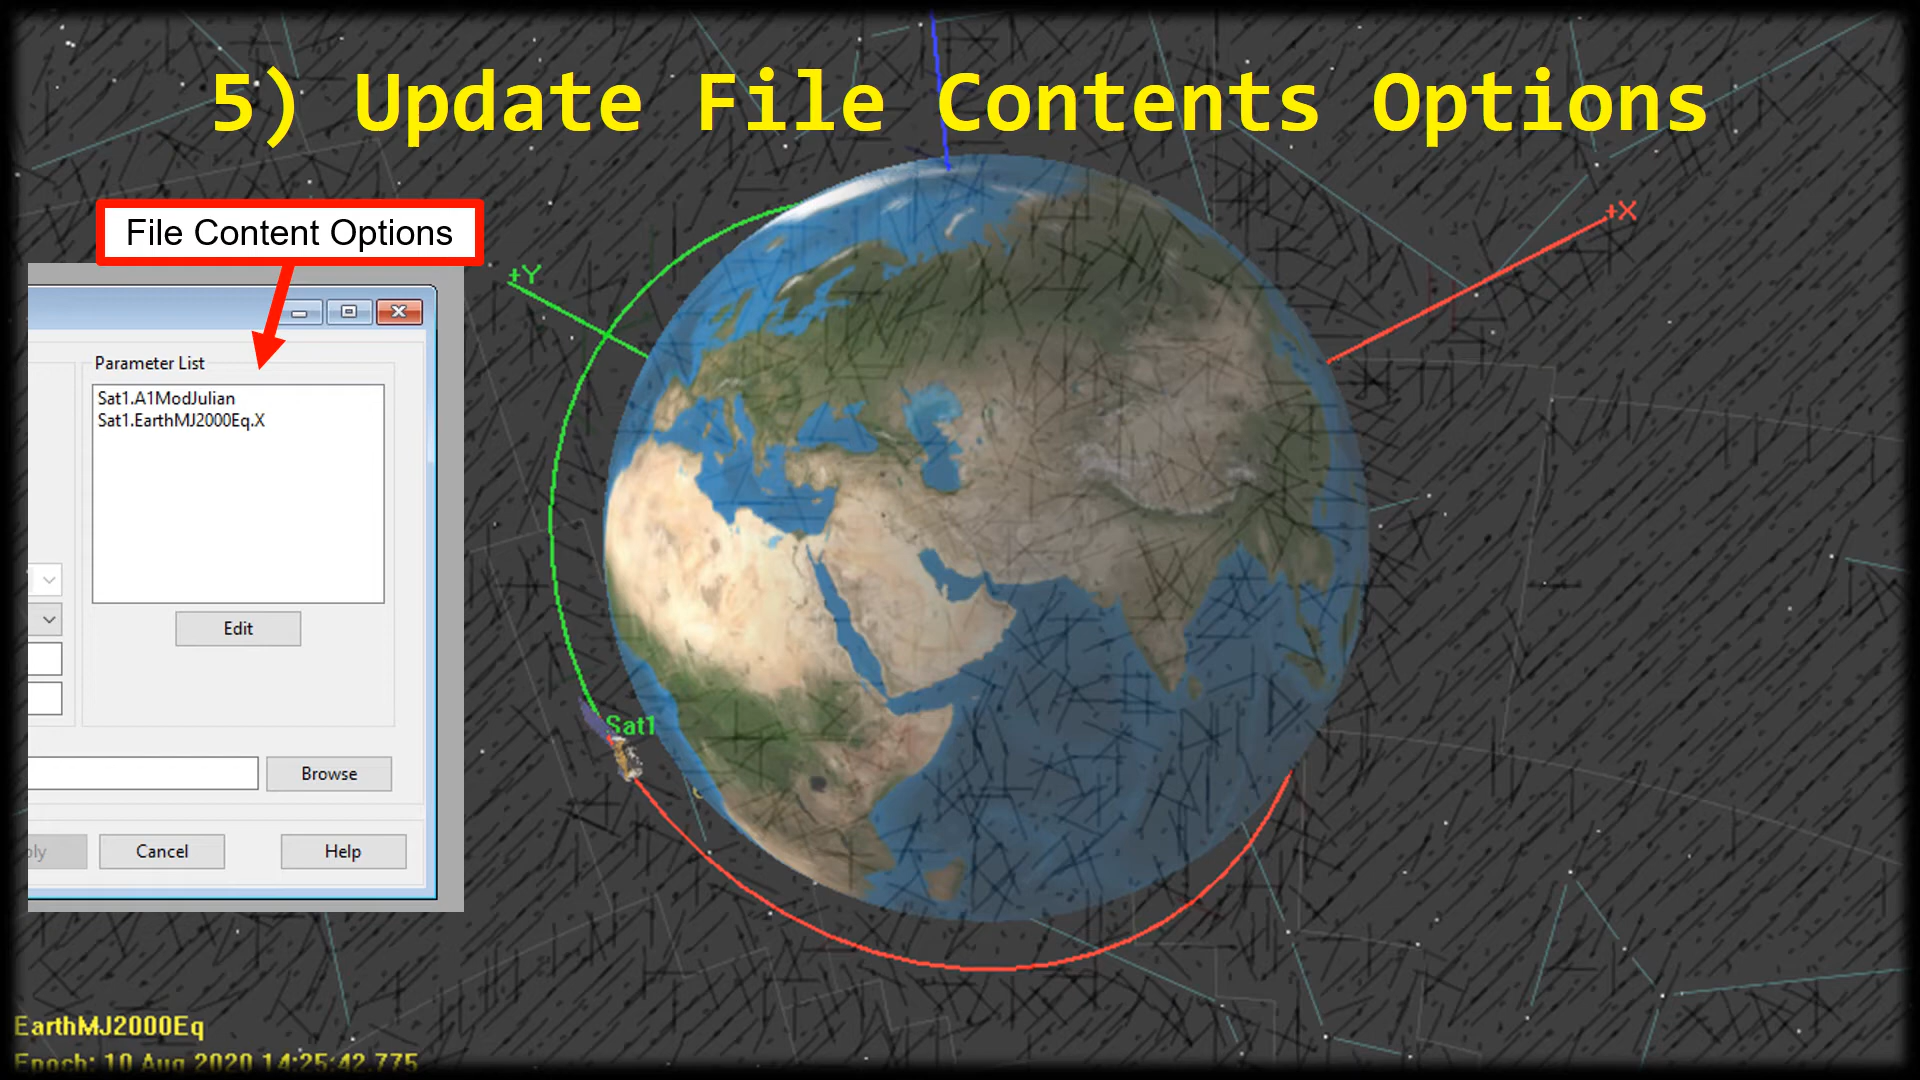 5) Update File Contents Options
File Content Options
+X
+Y
Parameter List
Sat1.A1ModJulian
Sat1.EarthMJ2000Eq.X
Edit
Sat1
Browse
Cancel
Help
EarthMJ2000Eq
Epoch: 10 Aug 2020 14:25:42.775